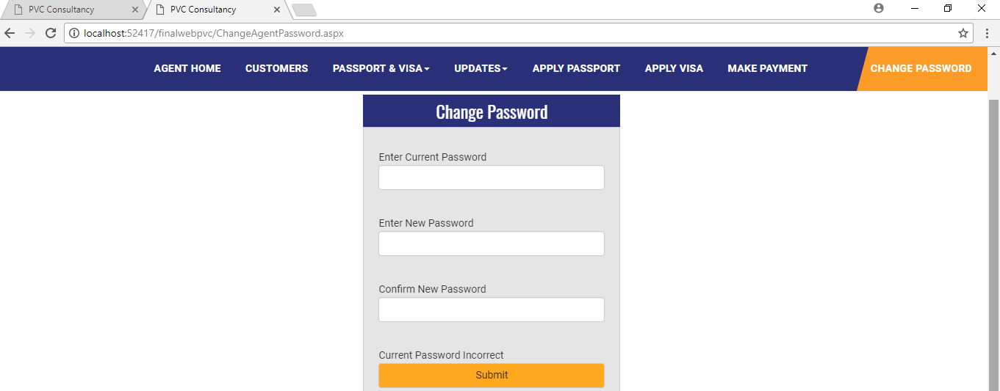 PVC Consultancy PVC Consultancy
localhost:52417/finalwebpvc/ChangeAgentPassword.aspx
AGENT HOME CUSTOMERS PASSPORT & VISA UPDATES APPLY PASSPORT APPLY VISA MAKE PAYMENT CHANGE PASSWORD
Change Password
Enter Current Password
Enter New Password
Confirm New Password
Current Password Incorrect
Submit